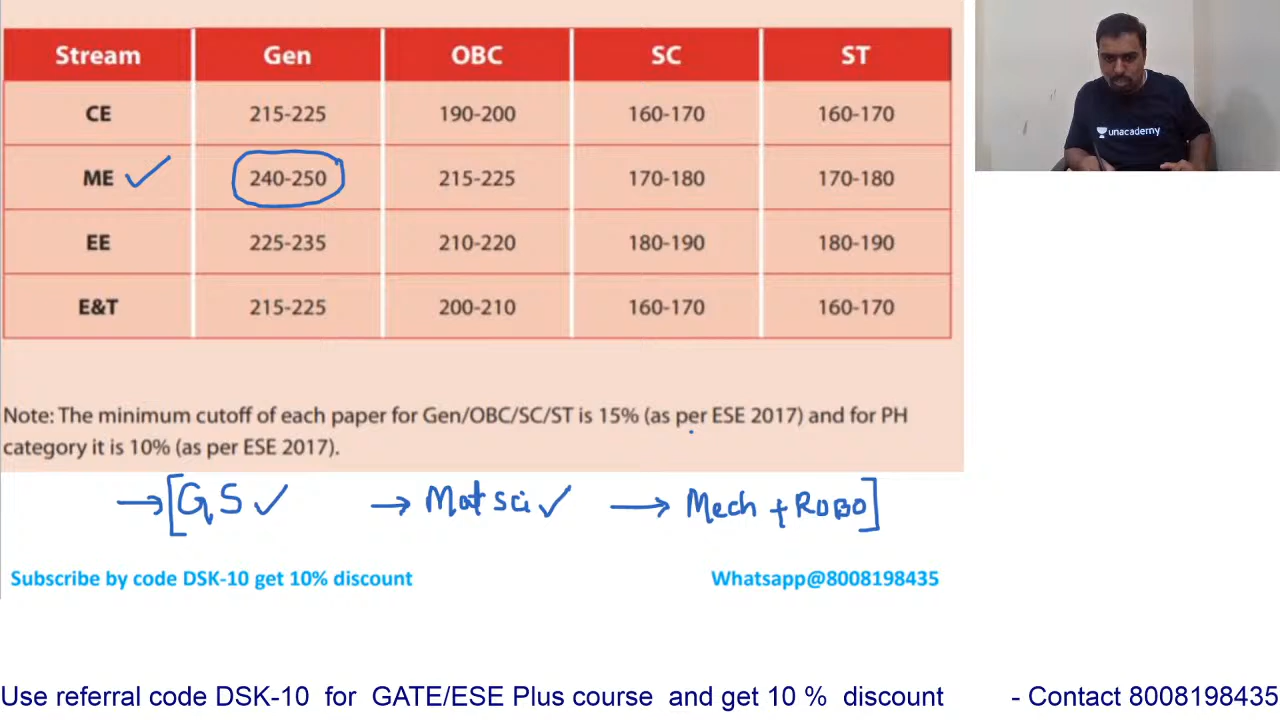 Stream Gen OBC SC ST
CE 215-225 190-200 160-170 160-170
ME 240-250 215-225 170-180 170-180
EE 225-235 210-220 180-190 180-190
E&T 215-225 200-210 160-170 160-170
Note: The minimum cutoff of each paper for Gen/OBC/SC/ST is 15% (as per ESE 2017) and for PH
category it is 10% (as per ESE 2017).
→[GS ✓ → Mat sci ✓ → Mech + ROBO]
Subscribe by code DSK-10 get 10% discount Whatsapp@8008198435
Use referral code DSK-10 for GATE/ESE Plus course and get 10 % discount - Contact 8008198435
unacademy